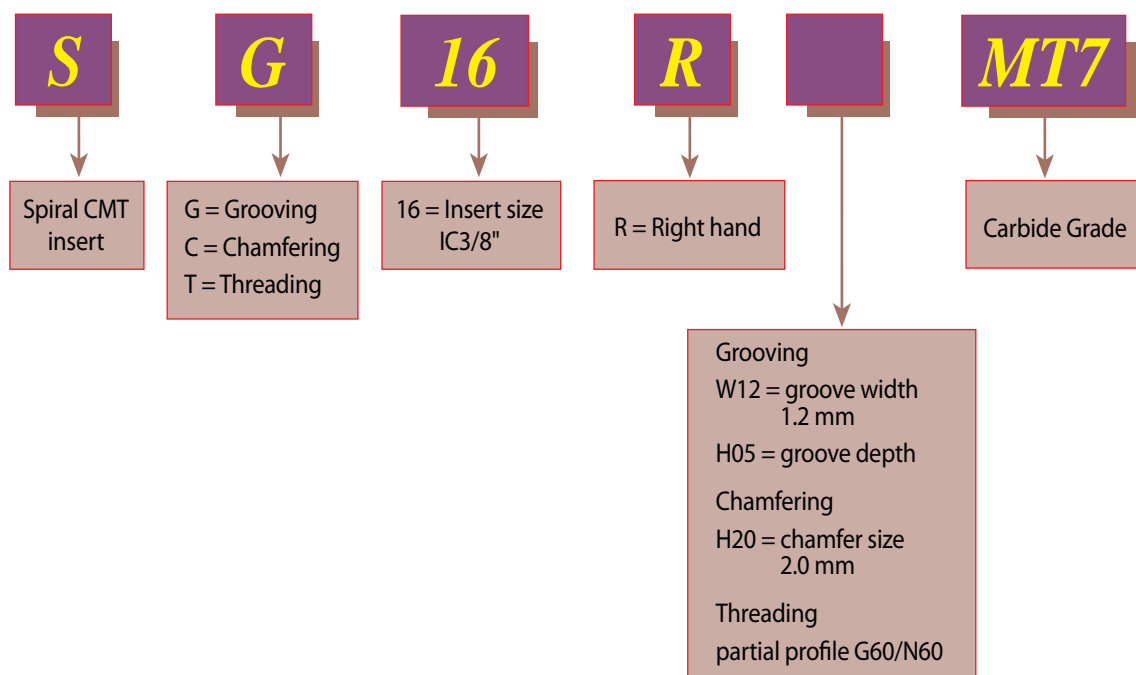 S G 16 R MT7
Spiral CMT
insert
G = Grooving
C = Chamfering
T = Threading
16 = Insert size
IC3/8"
R = Right hand
Carbide Grade
Grooving
W12 = groove width
1.2 mm
H05 = groove depth
Chamfering
H20 = chamfer size
2.0 mm
Threading
partial profile G60/N60